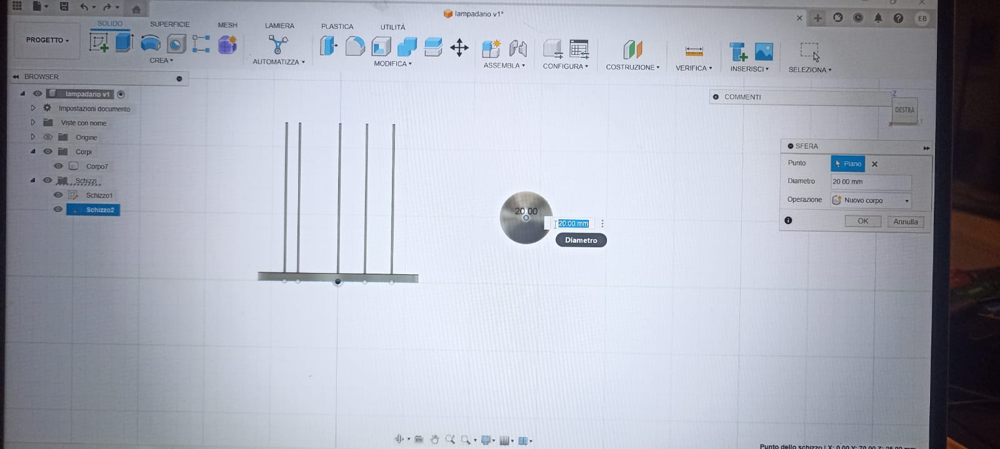 lampadario v1*
EB
PROGETTO
SOLIDO
SUPERFICIE
MESH
LAMIERA
PLASTICA
UTILITÀ
CREA
AUTOMATIZZA
MODIFICA
ASSEMBLA
CONFIGURA
COSTRUZIONE
VERIFICA
INSERISCI
SELEZIONA
BROWSER
lampadario v1
Impostazioni documento
Viste con nome
Origine
Corpi
Corpo7
Schizzi
Schizzo1
Schizzo2
COMMENTI
Z
DESTRA
X
Y
SFERA
Punto
Piano
Diametro
20.00 mm
Operazione
Nuovo corpo
OK
Annulla
20.00
20.00 mm
Diametro
Punto dello schizzo | X: 0.00 Y: 70.00 Z: 25.00 mm